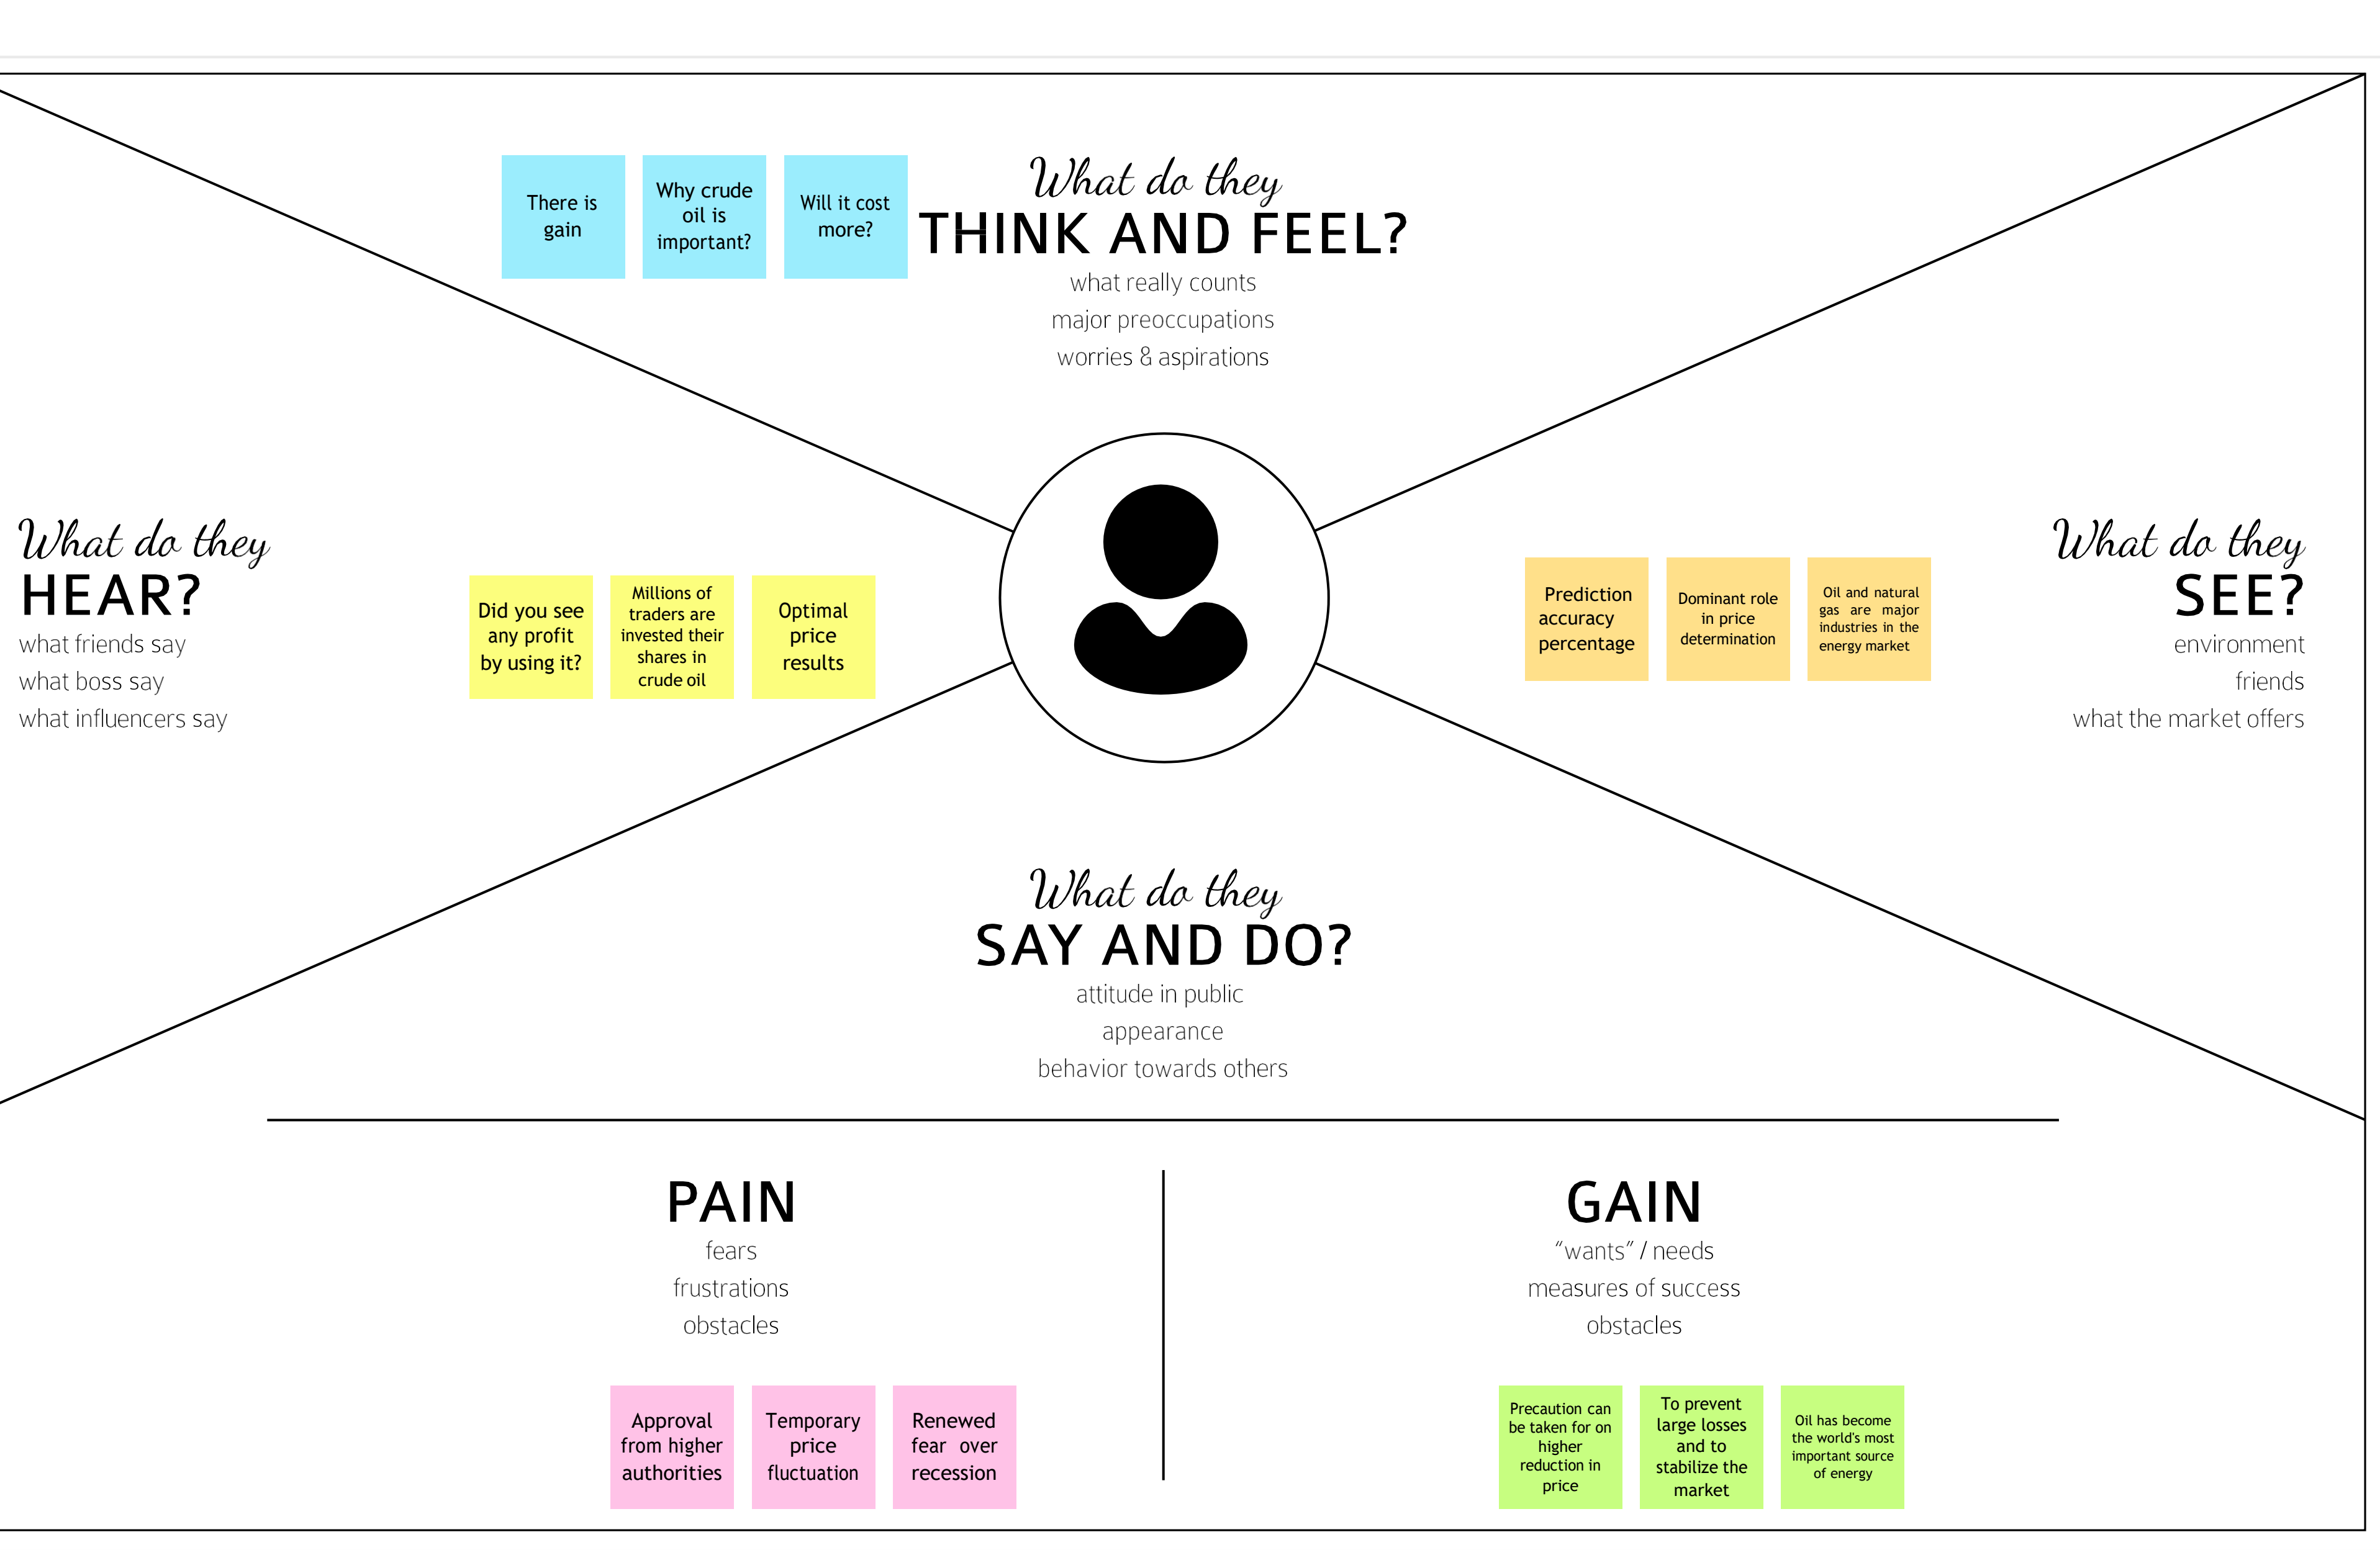 There is
gain
Why crude
oil is
important?
Will it cost
more?
What do they
THINK AND FEEL?
what really counts
major preoccupations
worries & aspirations
What do they
HEAR?
what friends say
what boss say
what influencers say
Did you see
any profit
by using it?
Millions of
traders are
invested their
shares in
crude oil
Optimal
price
results
Prediction
accuracy
percentage
Dominant role
in price
determination
Oil and natural
gas are major
industries in the
energy market
What do they
SEE?
environment
friends
what the market offers
What do they
SAY AND DO?
attitude in public
appearance
behavior towards others
PAIN
fears
frustrations
obstacles
Approval
from higher
authorities
Temporary
price
fluctuation
Renewed
fear over
recession
GAIN
“wants” / needs
measures of success
obstacles
Precaution can
be taken for on
higher
reduction in
price
To prevent
large losses
and to
stabilize the
market
Oil has become
the world's most
important source
of energy